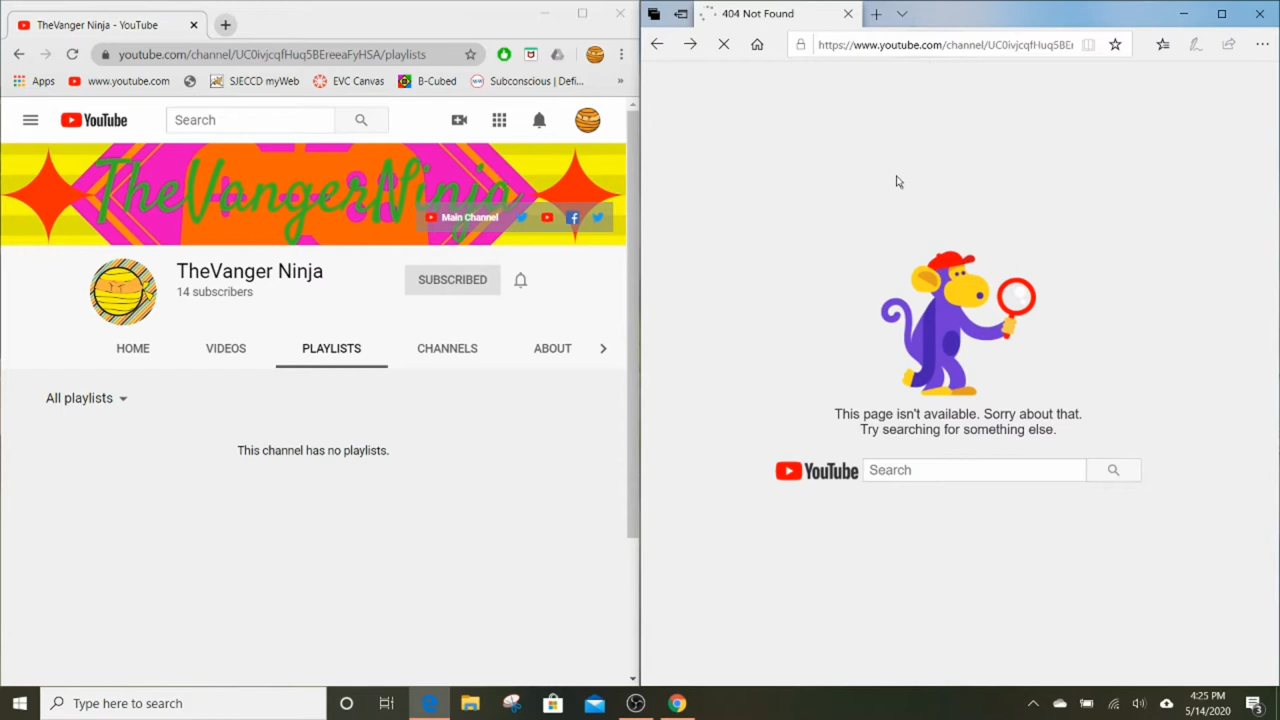 TheVanger Ninja - YouTube
404 Not Found
youtube.com/channel/UC0ivjcqfHuq5BEreeaFyHSA/playlists
https://www.youtube.com/channel/UC0ivjcqfHuq5BEr
Apps
www.youtube.com
SJECCD myWeb
EVC Canvas
B-Cubed
Subconscious | Defi...
YouTube
Search
TheVangerNinja
Main Channel
TheVanger Ninja
14 subscribers
SUBSCRIBED
HOME
VIDEOS
PLAYLISTS
CHANNELS
ABOUT
All playlists
This channel has no playlists.
This page isn't available. Sorry about that.
Try searching for something else.
YouTube
Search
Type here to search
4:25 PM
5/14/2020
3